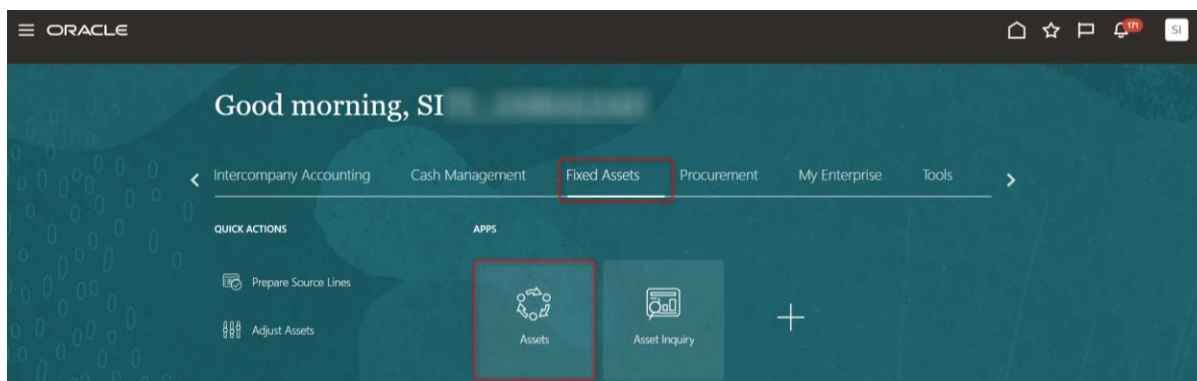 ORACLE
171
SI
Good morning, SI
Intercompany Accounting Cash Management Fixed Assets Procurement My Enterprise Tools
QUICK ACTIONS APPS
Prepare Source Lines
Adjust Assets
Assets Asset Inquiry